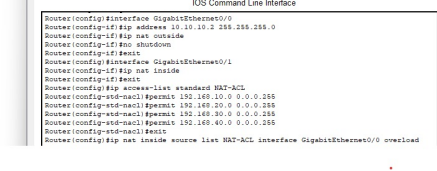 IOS Command Line Interface
Router(config)#interface GigabitEthernet0/0
Router(config-if)#ip address 10.10.10.2 255.255.255.0
Router(config-if)#ip nat outside
Router(config-if)#no shutdown
Router(config-if)#exit
Router(config)#interface GigabitEthernet0/1
Router(config-if)#ip nat inside
Router(config-if)#exit
Router(config)#ip access-list standard NAT-ACL
Router(config-std-nacl)#permit 192.168.10.0 0.0.0.255
Router(config-std-nacl)#permit 192.168.20.0 0.0.0.255
Router(config-std-nacl)#permit 192.168.30.0 0.0.0.255
Router(config-std-nacl)#permit 192.168.40.0 0.0.0.255
Router(config-std-nacl)#exit
Router(config)#ip nat inside source list NAT-ACL interface GigabitEthernet0/0 overload